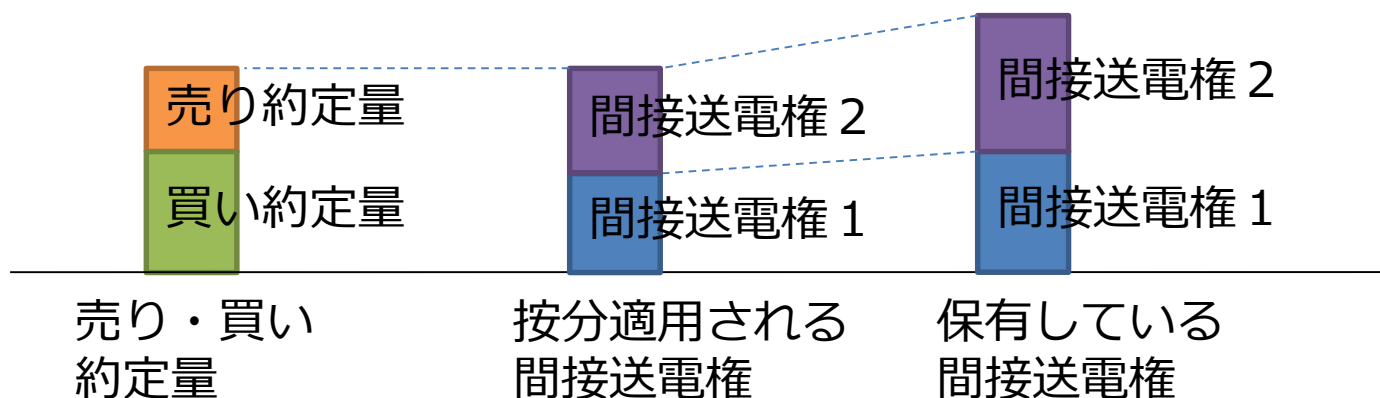 売り約定量
買い約定量
間接送電権２
間接送電権１
間接送電権２
間接送電権１
売り・買い
約定量
按分適用される
間接送電権
保有している
間接送電権